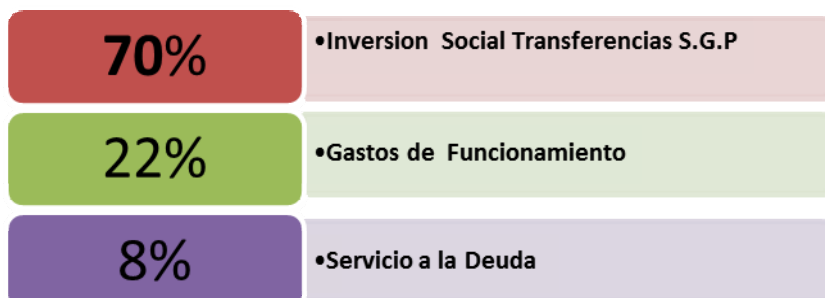 70%
•Inversion Social Transferencias S.G.P
22%
•Gastos de Funcionamiento
8%
•Servicio a la Deuda